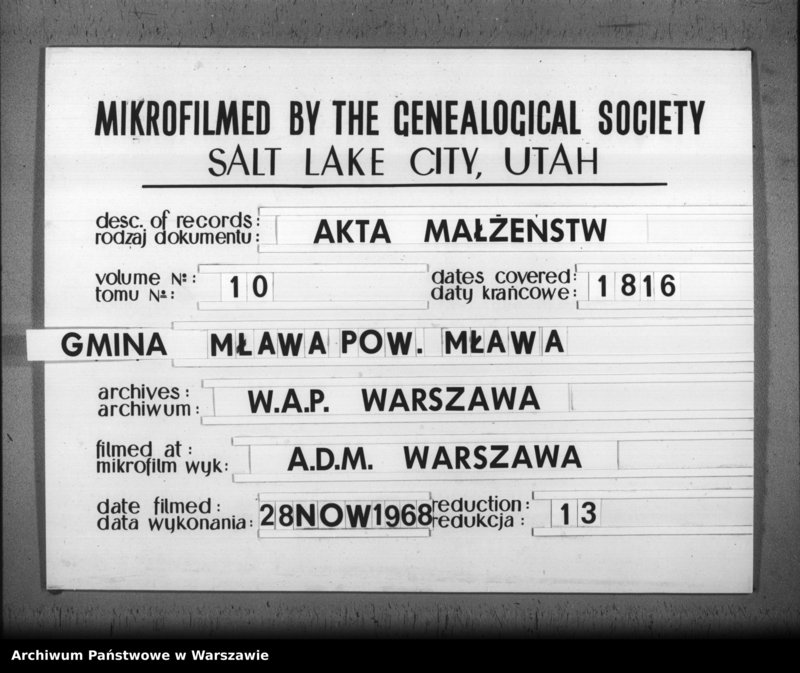 MIKROFILMED BY THE GENEALOGICAL SOCIETY
SALT LAKE CITY, UTAH
desc. of records:
rodzaj dokumentu: AKTA MAŁŻEŃSTW
volume №:
tomu №: 10
dates covered:
daty krańcowe: 1816
GMINA MŁAWA POW. MŁAWA
archives:
archiwum: W.A.P. WARSZAWA
filmed at:
mikrofilm wyk: A.D.M. WARSZAWA
date filmed:
data wykonania: 28NOW1968
reduction:
redukcja: 13
Archiwum Państwowe w Warszawie